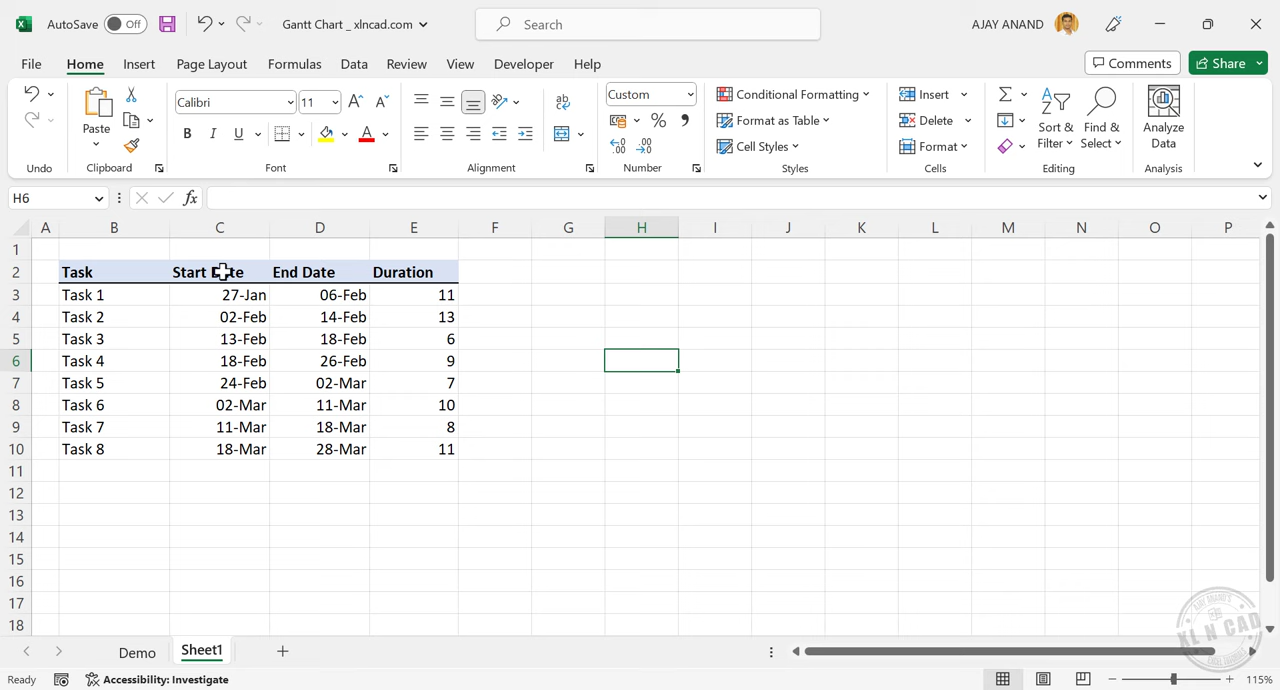 AutoSave Off Gantt Chart _ xlncad.com Search AJAY ANAND
File Home Insert Page Layout Formulas Data Review View Developer Help Comments Share
Calibri 11 Custom Conditional Formatting Insert
Paste Format as Table Delete Sort & Filter Find & Select Analyze Data
Cell Styles Format
Undo Clipboard Font Alignment Number Styles Cells Editing Analysis
H6 fx
A B C D E F G H I J K L M N O P
1
2 Task Start Date End Date Duration
3 Task 1 27-Jan 06-Feb 11
4 Task 2 02-Feb 14-Feb 13
5 Task 3 13-Feb 18-Feb 6
6 Task 4 18-Feb 26-Feb 9
7 Task 5 24-Feb 02-Mar 7
8 Task 6 02-Mar 11-Mar 10
9 Task 7 11-Mar 18-Mar 8
10 Task 8 18-Mar 28-Mar 11
11
12
13
14
15
16
17
18
XL N CAD
Demo Sheet1
Ready Accessibility: Investigate 115%